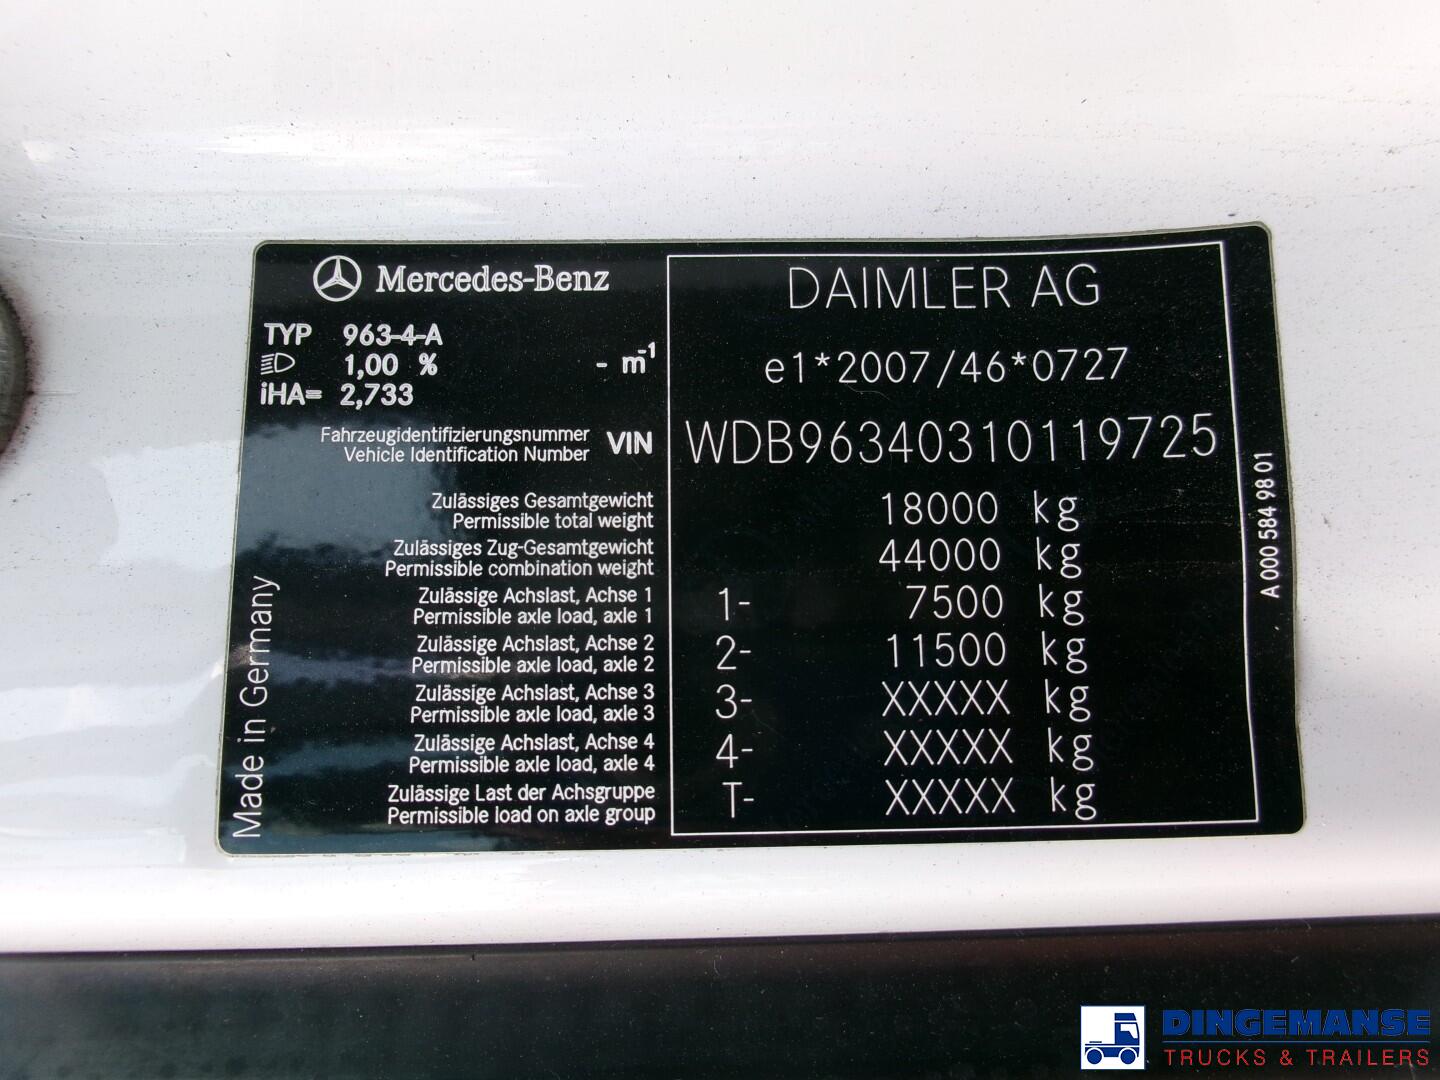 Mercedes-Benz
TYP 963-4-A
1,00 % - m-1
iHA= 2,733
DAIMLER AG
e1*2007/46*0727
Fahrzeugidentifizierungsnummer
Vehicle Identification Number
VIN WDB96340310119725
Zulässiges Gesamtgewicht
Permissible total weight
18000 kg
Zulässiges Zug-Gesamtgewicht
Permissible combination weight
44000 kg
Zulässige Achslast, Achse 1
Permissible axle load, axle 1
1- 7500 kg
Zulässige Achslast, Achse 2
Permissible axle load, axle 2
2- 11500 kg
Zulässige Achslast, Achse 3
Permissible axle load, axle 3
3- XXXXX kg
Zulässige Achslast, Achse 4
Permissible axle load, axle 4
4- XXXXX kg
Zulässige Last der Achsgruppe
Permissible load on axle group
T- XXXXX kg
Made in Germany
A 000 584 98 01
DINGEMANSE
TRUCKS & TRAILERS